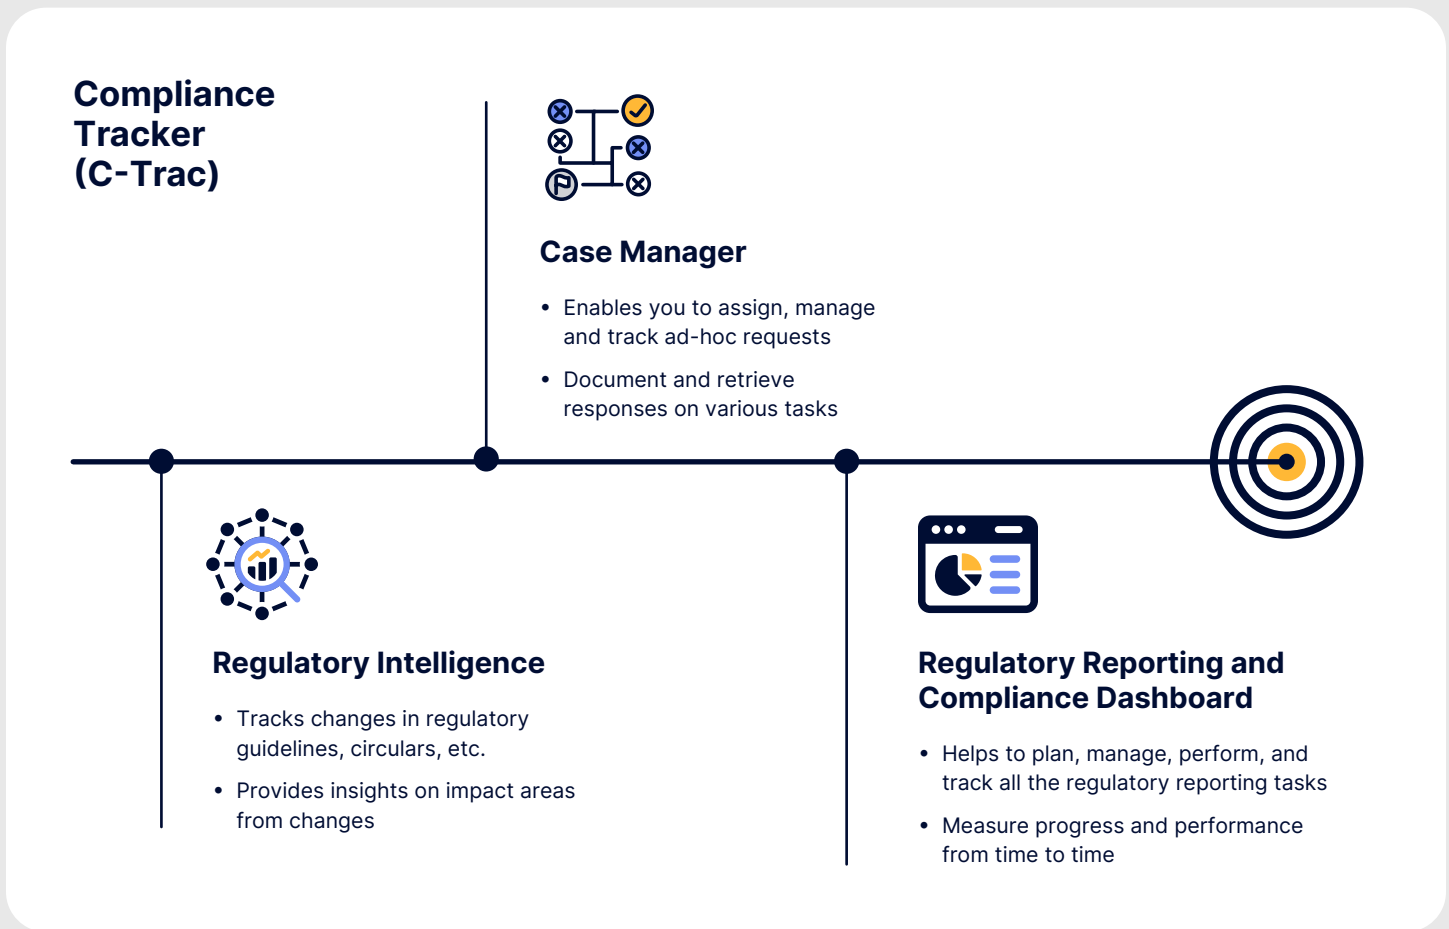 Compliance
Tracker
(C-Trac)
Case Manager
• Enables you to assign, manage
and track ad-hoc requests
• Document and retrieve
responses on various tasks
Regulatory Intelligence
• Tracks changes in regulatory
guidelines, circulars, etc.
• Provides insights on impact areas
from changes
Regulatory Reporting and
Compliance Dashboard
• Helps to plan, manage, perform, and
track all the regulatory reporting tasks
• Measure progress and performance
from time to time